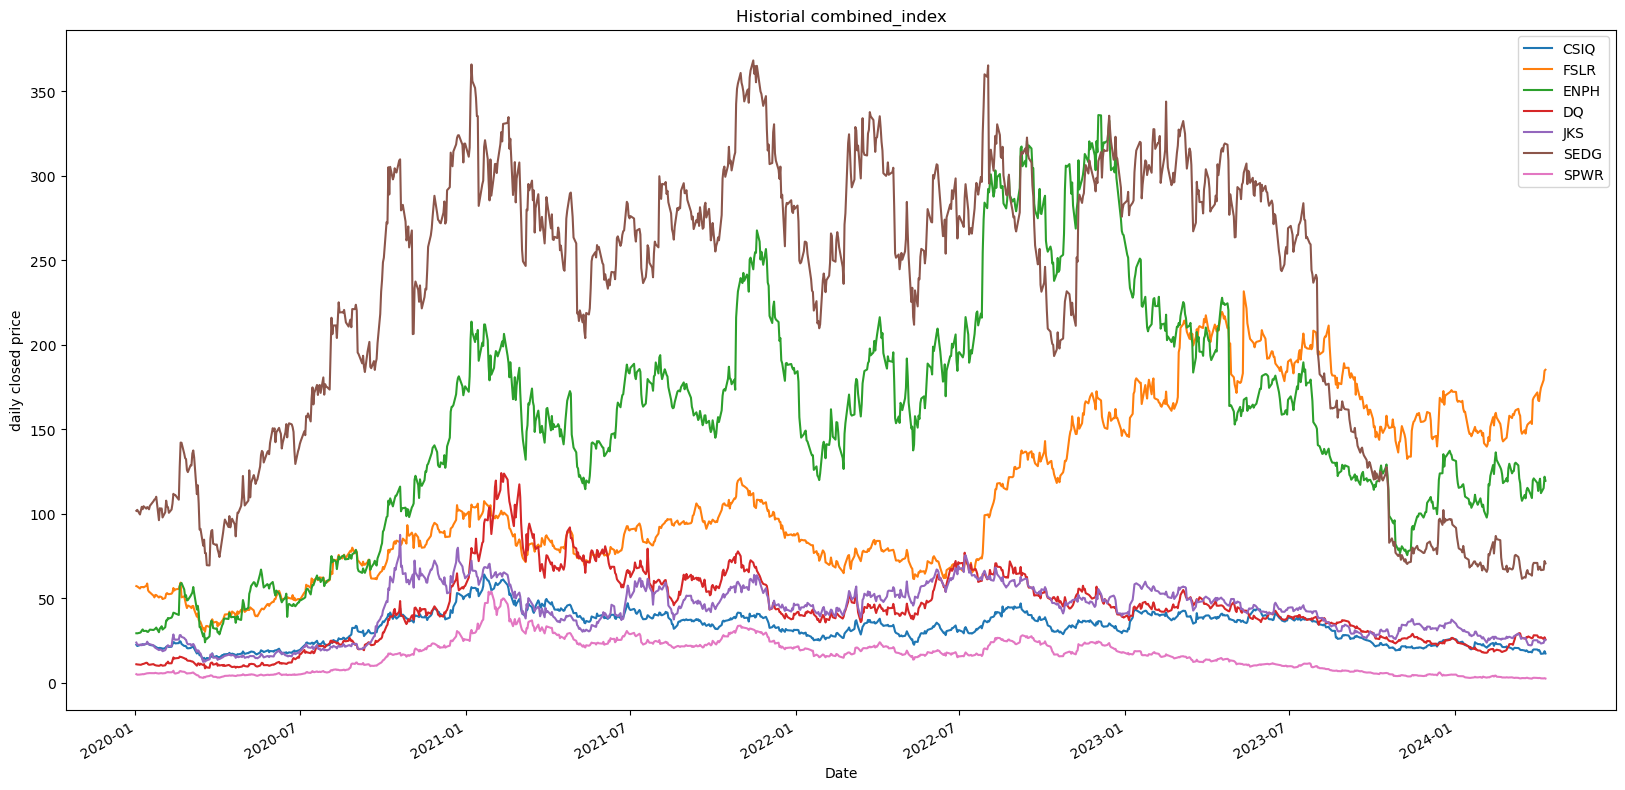 Historial combined_index
CSIQ
FSLR
ENPH
DQ
JKS
SEDG
SPWR
daily closed price
350
300
250
200
150
100
50
0
2020-01
2020-07
2021-01
2021-07
2022-01
2022-07
2023-01
2023-07
2024-01
Date